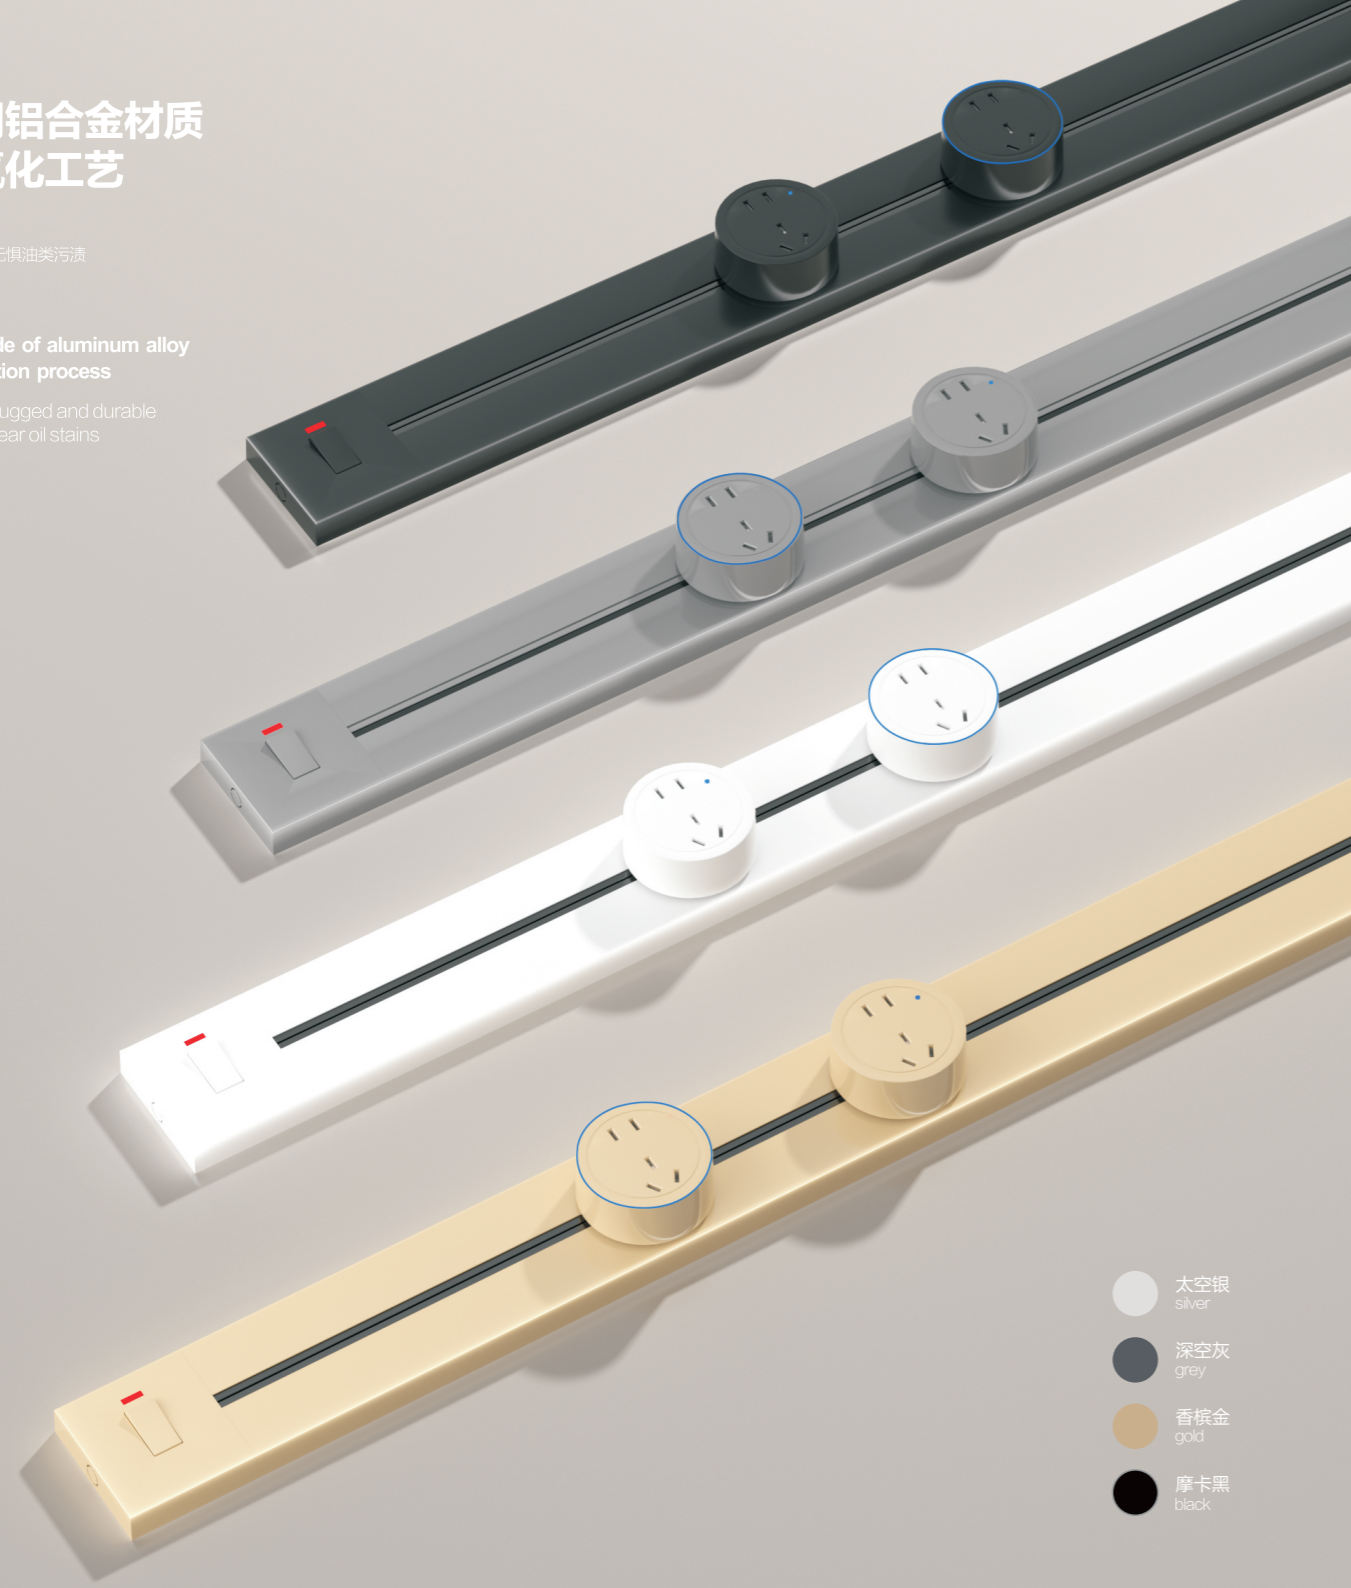 铝合金材质
化工艺
惧油类污渍
de of aluminum alloy
tion process
ugged and durable
ear oil stains
太空银
silver
深空灰
grey
香槟金
gold
摩卡黑
black